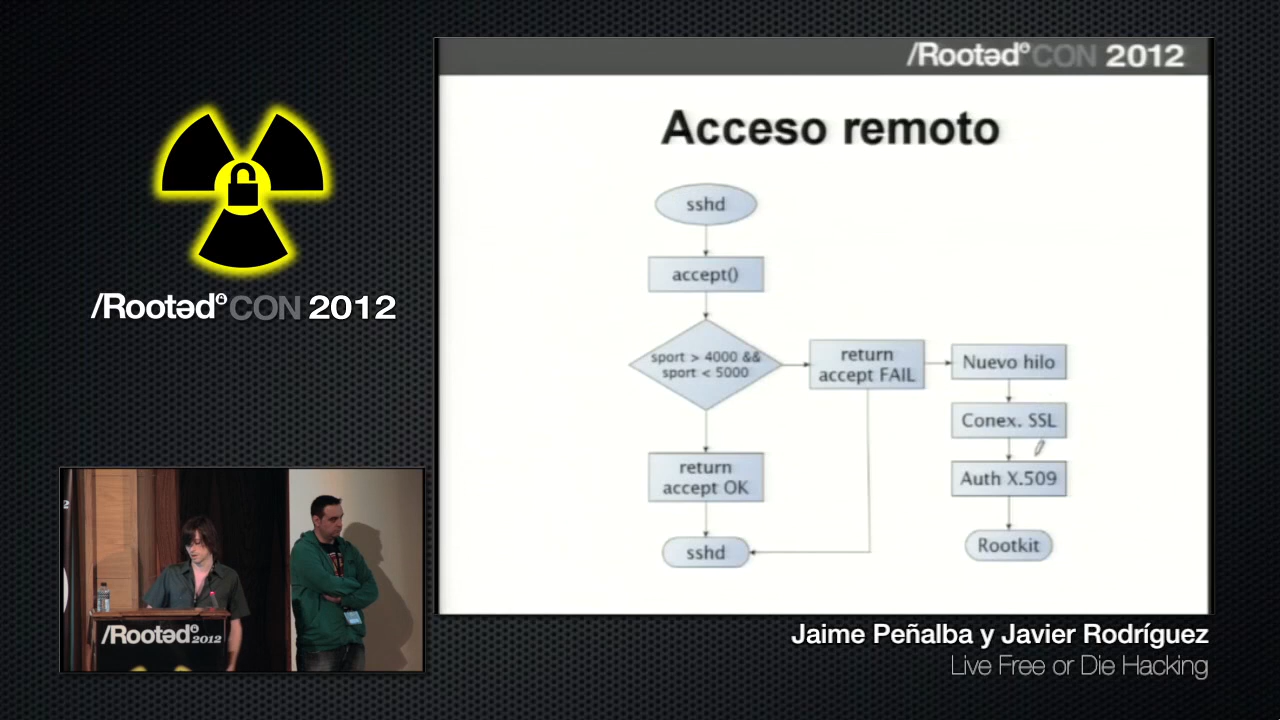 /Rootəd° CON 2012
/Rootəd° CON 2012
Acceso remoto
sshd
accept()
sport > 4000 &&
sport < 5000
return
accept FAIL
Nuevo hilo
Conex. SSL
Auth X.509
Rootkit
return
accept OK
sshd
/Rootəd° 2012
Jaime Peñalba y Javier Rodríguez
Live Free or Die Hacking